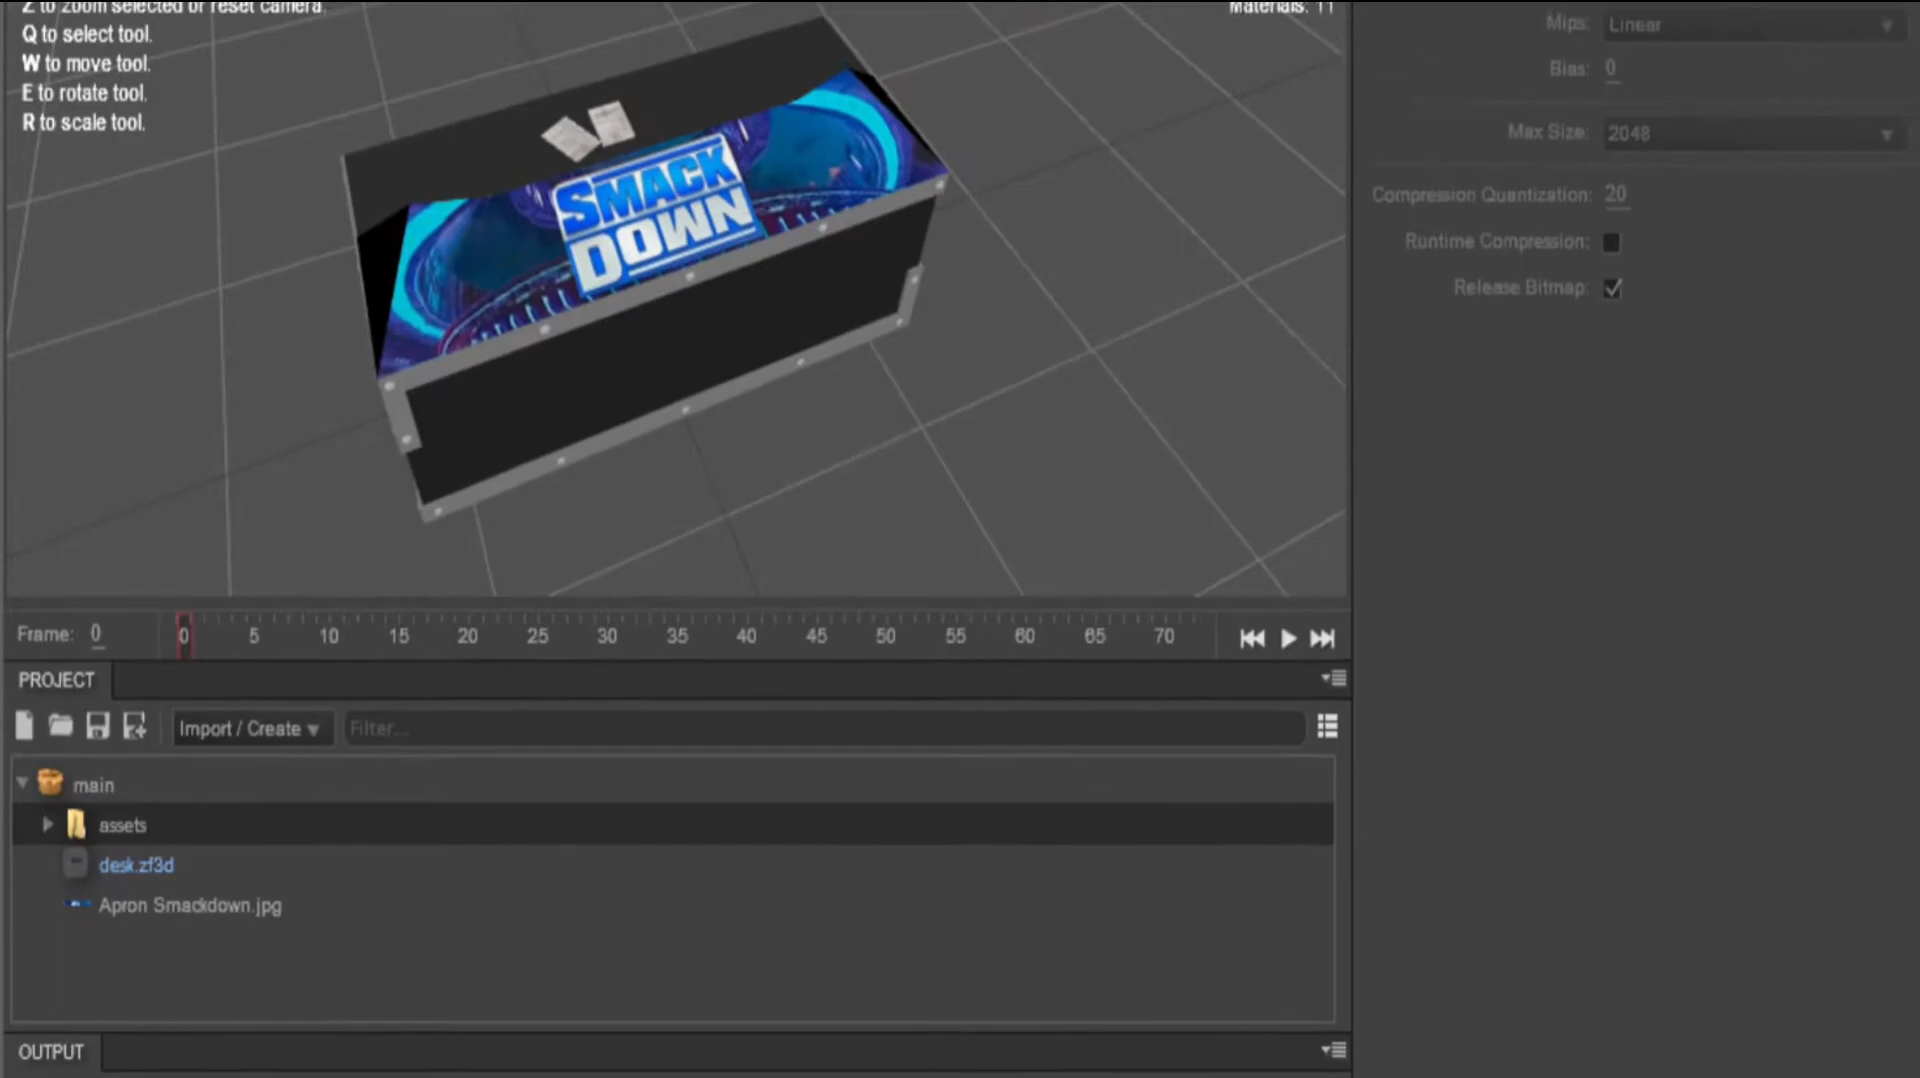 Z to zoom selected or reset camera.
Q to select tool.
W to move tool.
E to rotate tool.
R to scale tool.
Materials: 11
SMACK
DOWN
Mips: Linear
Bias: 0
Max Size: 2048
Compression Quantization: 20
Runtime Compression:
Release Bitmap:
Frame: 0
0 5 10 15 20 25 30 35 40 45 50 55 60 65 70
PROJECT
Import / Create
Filter...
main
assets
desk.zf3d
Apron Smackdown.jpg
OUTPUT